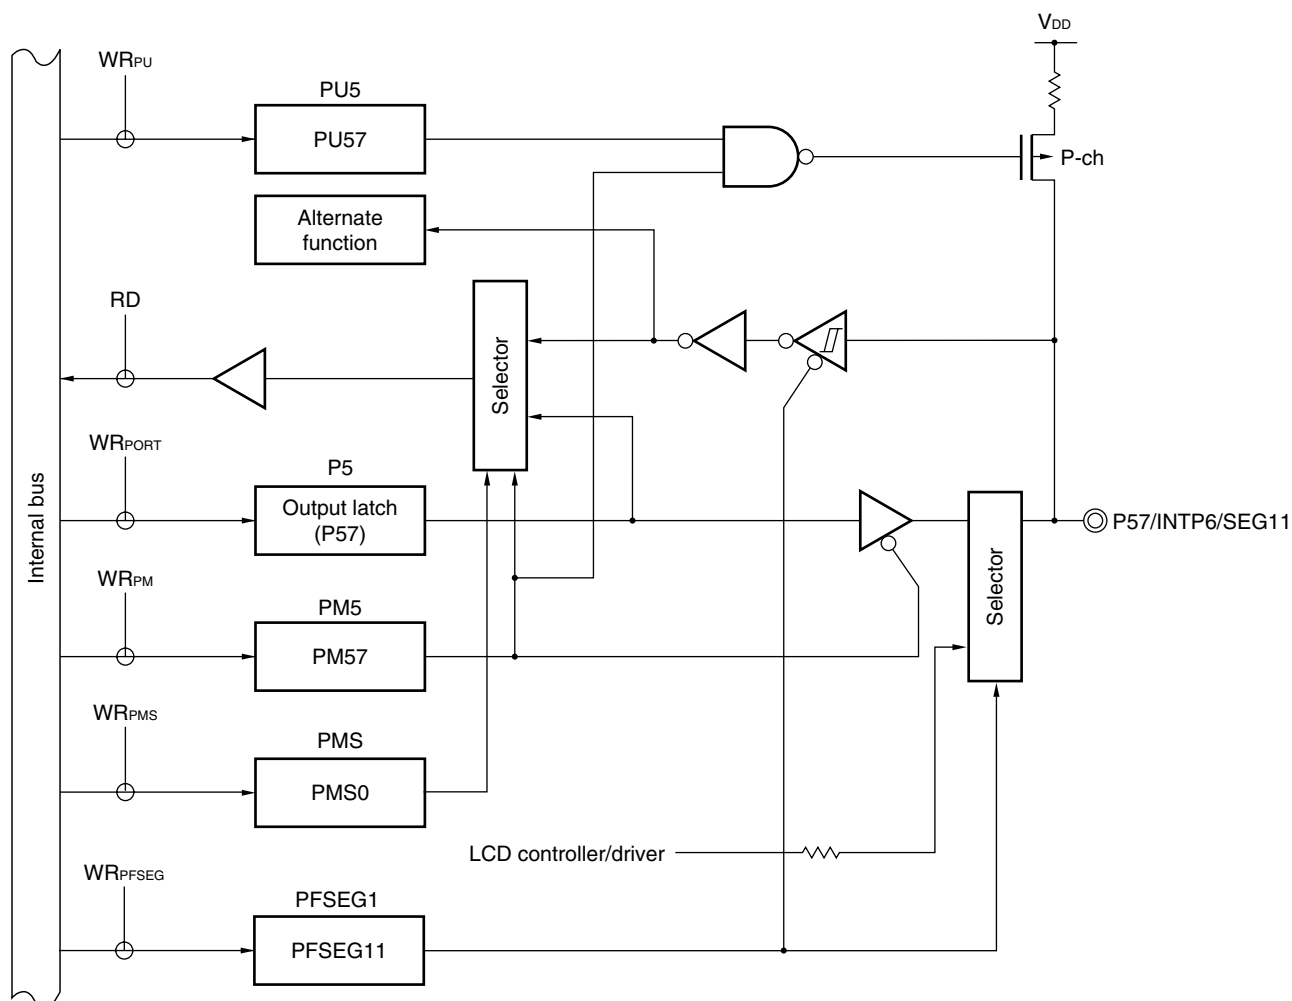 VDD
WRPU
PU5
PU57
P-ch
Alternate
function
RD
Selector
WRPORT
P5
Output latch
(P57)
Internal bus
P57/INTP6/SEG11
Selector
WRPM
PM5
PM57
WRPMS
PMS
PMS0
LCD controller/driver
WRPFSEG
PFSEG1
PFSEG11